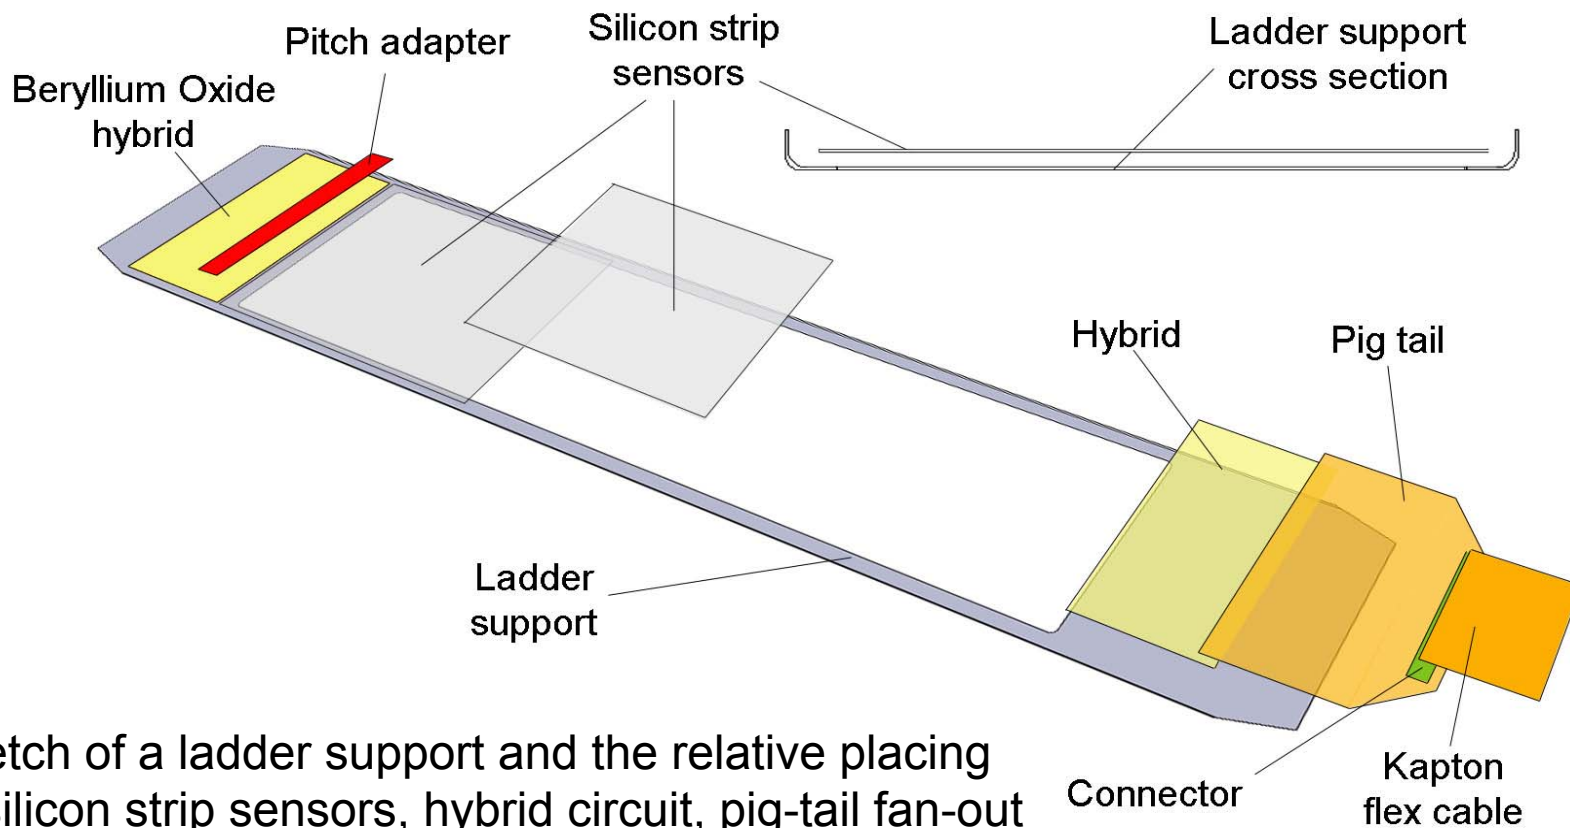 Pitch adapter
Silicon strip
sensors
Ladder support
cross section
Beryllium Oxide
hybrid
Hybrid
Pig tail
Ladder
support
etch of a ladder support and the relative placing
silicon strip sensors, hybrid circuit, pig-tail fan-out
Connector
Kapton
flex cable